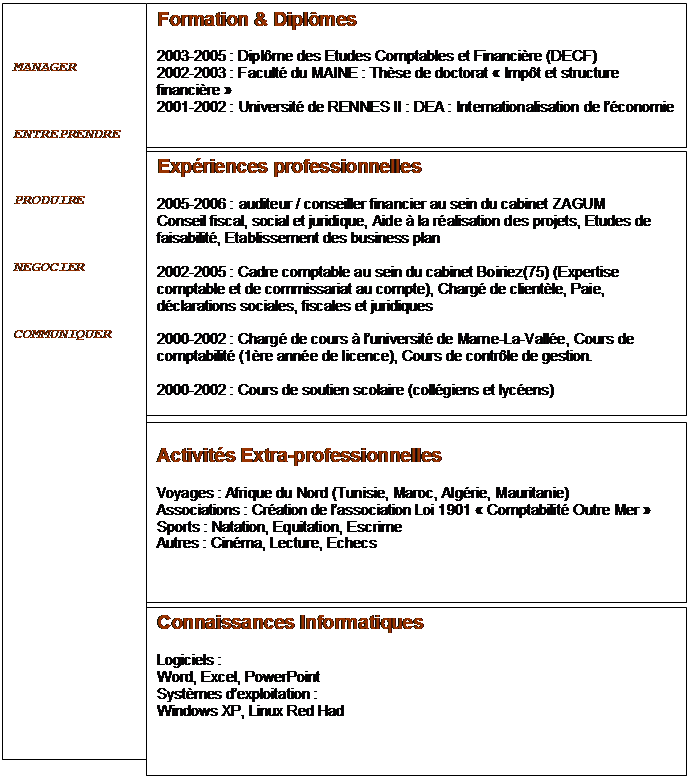 MANAGER
ENTREPRENDRE
PRODUIRE
NEGOCIER
COMMUNIQUER
Formation & Diplômes
2003-2005 : Diplôme des Etudes Comptables et Financière (DECF)
2002-2003 : Faculté du MAINE : Thèse de doctorat « Impôt et structure
financière »
2001-2002 : Université de RENNES II : DEA : Internationalisation de l'économie
Expériences professionnelles
2005-2006 : auditeur / conseiller financier au sein du cabinet ZAGUM
Conseil fiscal, social et juridique, Aide à la réalisation des projets, Etudes de
faisabilité, Etablissement des business plan
2002-2005 : Cadre comptable au sein du cabinet Boiriez(75) (Expertise
comptable et de commissariat au compte), Chargé de clientèle, Paie,
déclarations sociales, fiscales et juridiques
2000-2002 : Chargé de cours à l'université de Marne-La-Vallée, Cours de
comptabilité (1ère année de licence), Cours de contrôle de gestion.
2000-2002 : Cours de soutien scolaire (collégiens et lycéens)
Activités Extra-professionnelles
Voyages : Afrique du Nord (Tunisie, Maroc, Algérie, Mauritanie)
Associations : Création de l'association Loi 1901 « Comptabilité Outre Mer »
Sports : Natation, Equitation, Escrime
Autres : Cinéma, Lecture, Echecs
Connaissances Informatiques
Logiciels :
Word, Excel, PowerPoint
Systèmes d'exploitation :
Windows XP, Linux Red Had